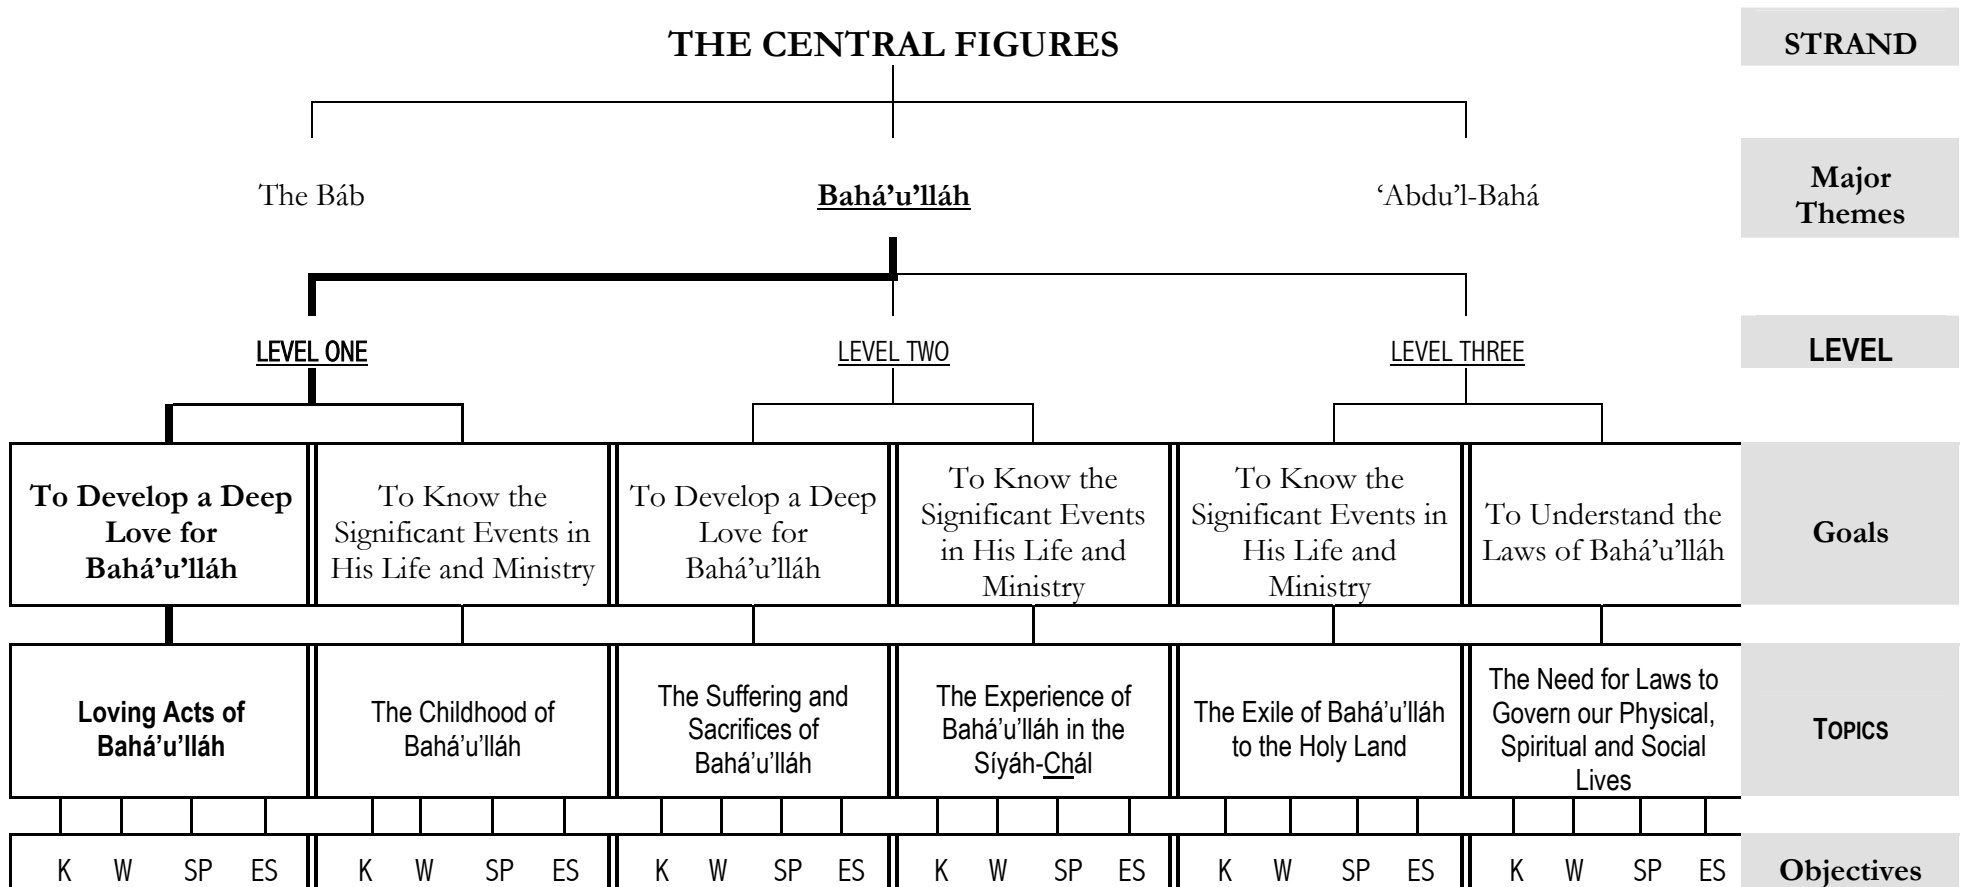 THE CENTRAL FIGURES
STRAND
The Báb
Bahá’u’lláh
‘Abdu’l-Bahá
Major
Themes
LEVEL ONE
LEVEL TWO
LEVEL THREE
LEVEL
To Develop a Deep
Love for
Bahá’u’lláh
To Know the
Significant Events in
His Life and Ministry
To Develop a Deep
Love for
Bahá’u’lláh
To Know the
Significant Events
in His Life and
Ministry
To Know the
Significant Events in
His Life and
Ministry
To Understand the
Laws of Bahá’u’lláh
Goals
Loving Acts of
Bahá’u’lláh
The Childhood of
Bahá’u’lláh
The Suffering and
Sacrifices of
Bahá’u’lláh
The Experience of
Bahá’u’lláh in the
Síyáh-Chál
The Exile of Bahá’u’lláh
to the Holy Land
The Need for Laws to
Govern our Physical,
Spiritual and Social
Lives
TOPICS
K W SP ES
K W SP ES
K W SP ES
K W SP ES
K W SP ES
K W SP ES
Objectives